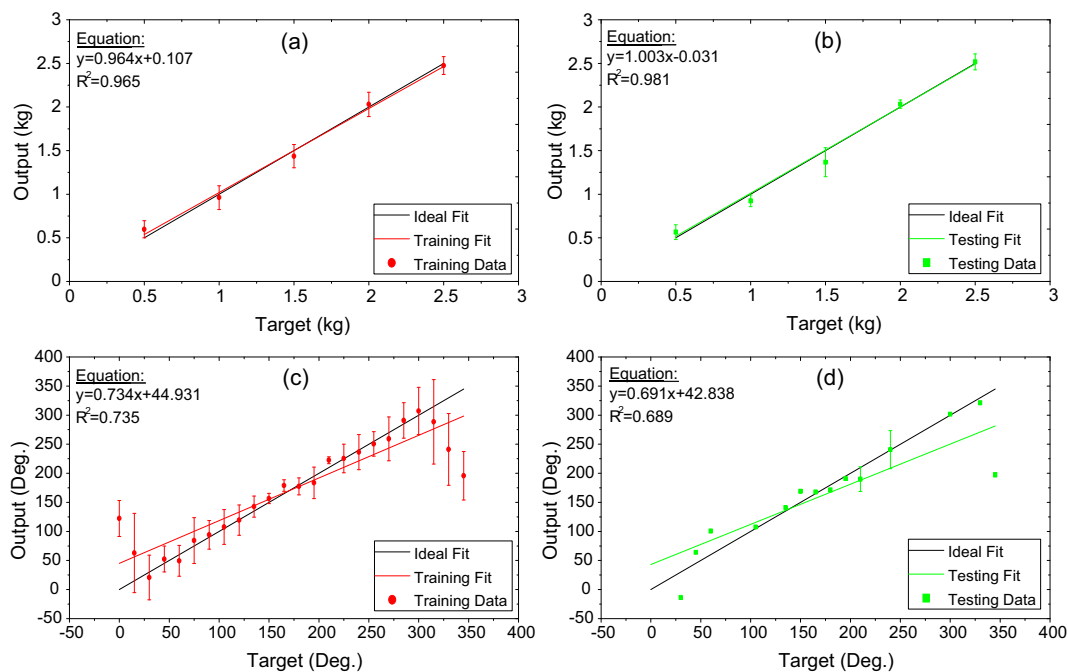 Equation:
y=0.964x+0.107
R²=0.965
(a)
3
2.5
2
1.5
1
0.5
0
Output (kg)
Ideal Fit
Training Fit
Training Data
0 0.5 1 1.5 2 2.5 3
Target (kg)
Equation:
y=1.003x-0.031
R²=0.981
(b)
3
2.5
2
1.5
1
0.5
0
Output (kg)
Ideal Fit
Testing Fit
Testing Data
0 0.5 1 1.5 2 2.5 3
Target (kg)
Equation:
y=0.734x+44.931
R²=0.735
(c)
400
350
300
250
200
150
100
50
0
-50
Output (Deg.)
Ideal Fit
Training Fit
Training Data
-50 0 50 100 150 200 250 300 350 400
Target (Deg.)
Equation:
y=0.691x+42.838
R²=0.689
(d)
400
350
300
250
200
150
100
50
0
-50
Output (Deg.)
Ideal Fit
Testing Fit
Testing Data
-50 0 50 100 150 200 250 300 350 400
Target (Deg.)